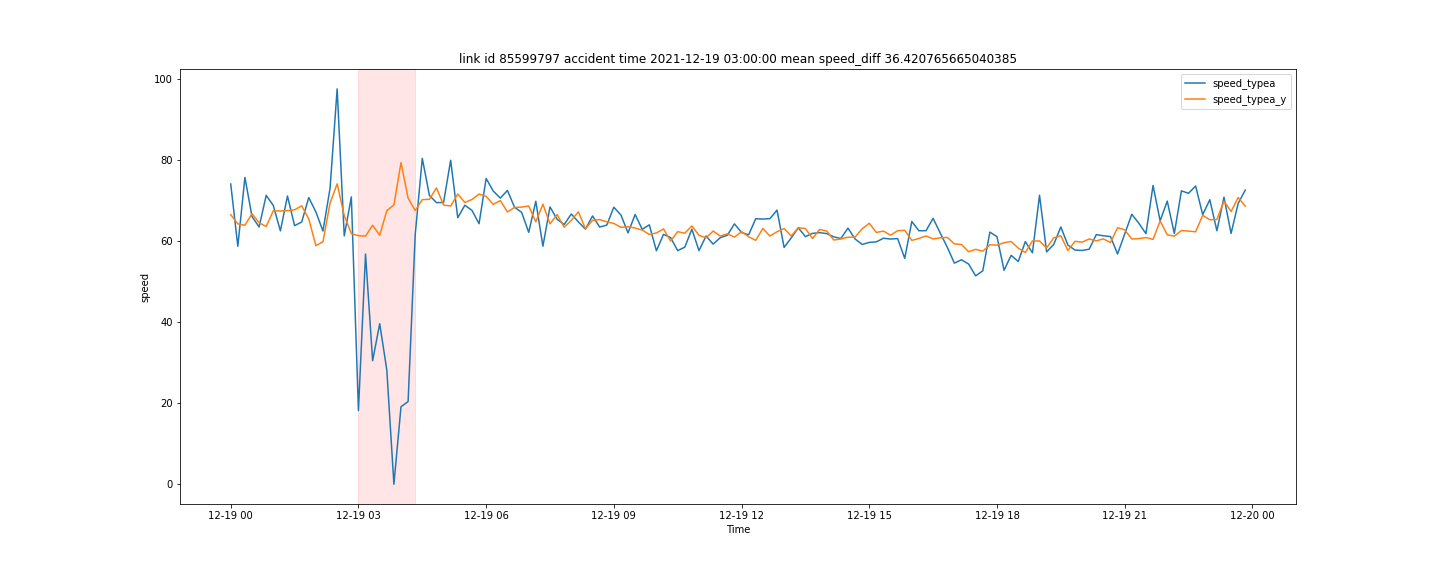 link id 85599797 accident time 2021-12-19 03:00:00 mean speed_diff 36.420765665040385
speed_typea
speed_typea_y
100
80
60
40
20
0
speed
12-19 00 12-19 03 12-19 06 12-19 09 12-19 12 12-19 15 12-19 18 12-19 21 12-20 00
Time